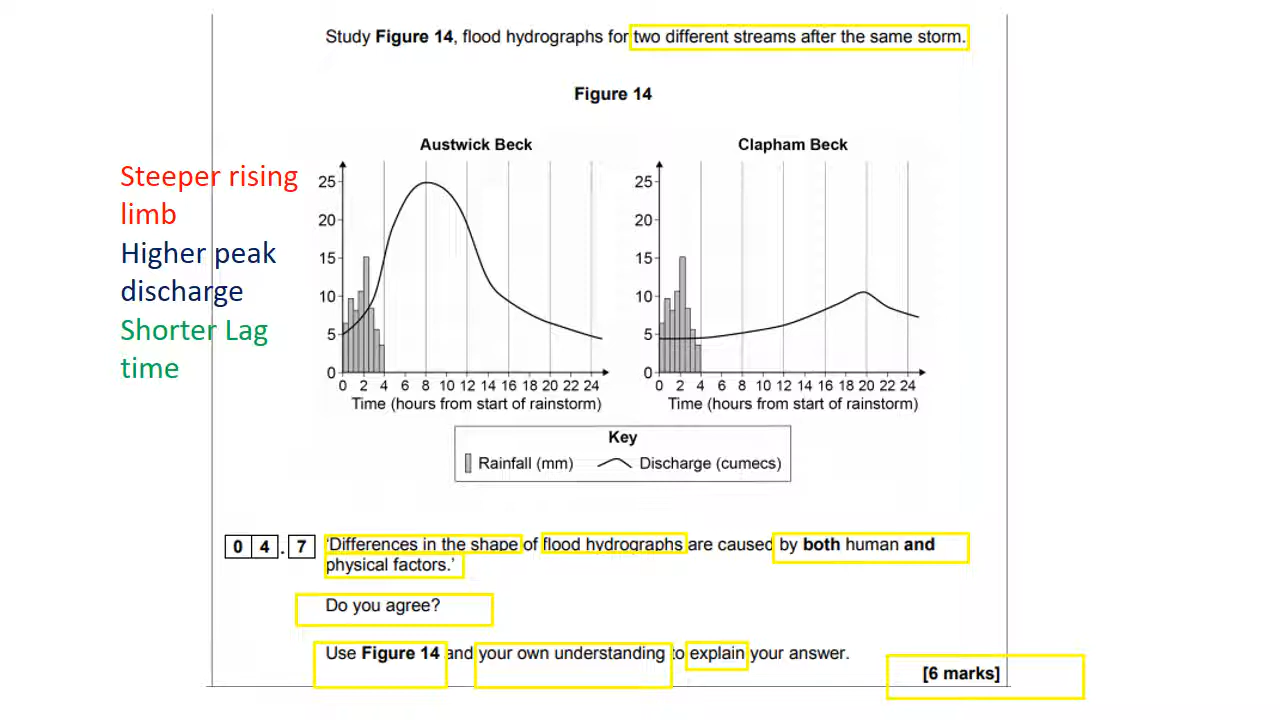 Study Figure 14, flood hydrographs for two different streams after the same storm.
Figure 14
Steeper rising
limb
Higher peak
discharge
Shorter Lag
time
Austwick Beck
25
20
15
10
5
0
0 2 4 6 8 10 12 14 16 18 20 22 24
Time (hours from start of rainstorm)
Clapham Beck
25
20
15
10
5
0
0 2 4 6 8 10 12 14 16 18 20 22 24
Time (hours from start of rainstorm)
Key
Rainfall (mm) Discharge (cumecs)
0 4 . 7 'Differences in the shape of flood hydrographs are caused by both human and
physical factors.'
Do you agree?
Use Figure 14 and your own understanding to explain your answer.
[6 marks]